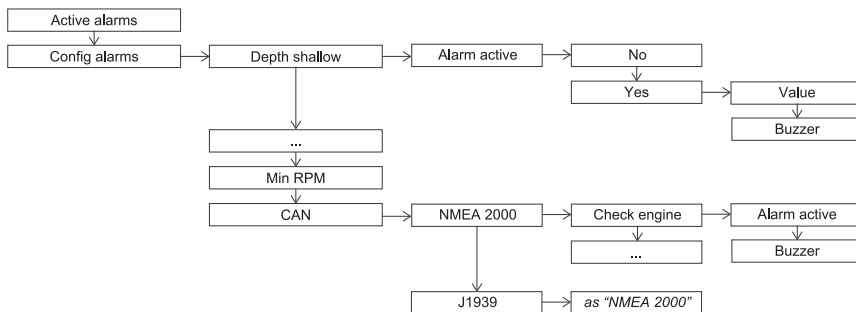 Active alarms
Config alarms
Depth shallow
Alarm active
No
Yes
Value
Buzzer
...
Min RPM
CAN
NMEA 2000
Check engine
Alarm active
...
Buzzer
J1939
as “NMEA 2000”